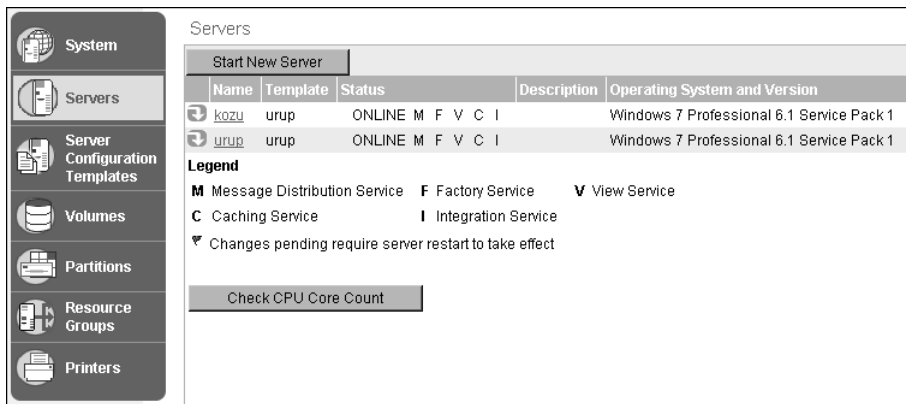 System
Servers
Server
Configuration
Templates
Volumes
Partitions
Resource
Groups
Printers
Servers
Start New Server
Name Template Status Description Operating System and Version
kozu urup ONLINE M F V C I Windows 7 Professional 6.1 Service Pack 1
urup urup ONLINE M F V C I Windows 7 Professional 6.1 Service Pack 1
Legend
M Message Distribution Service F Factory Service V View Service
C Caching Service I Integration Service
Changes pending require server restart to take effect
Check CPU Core Count